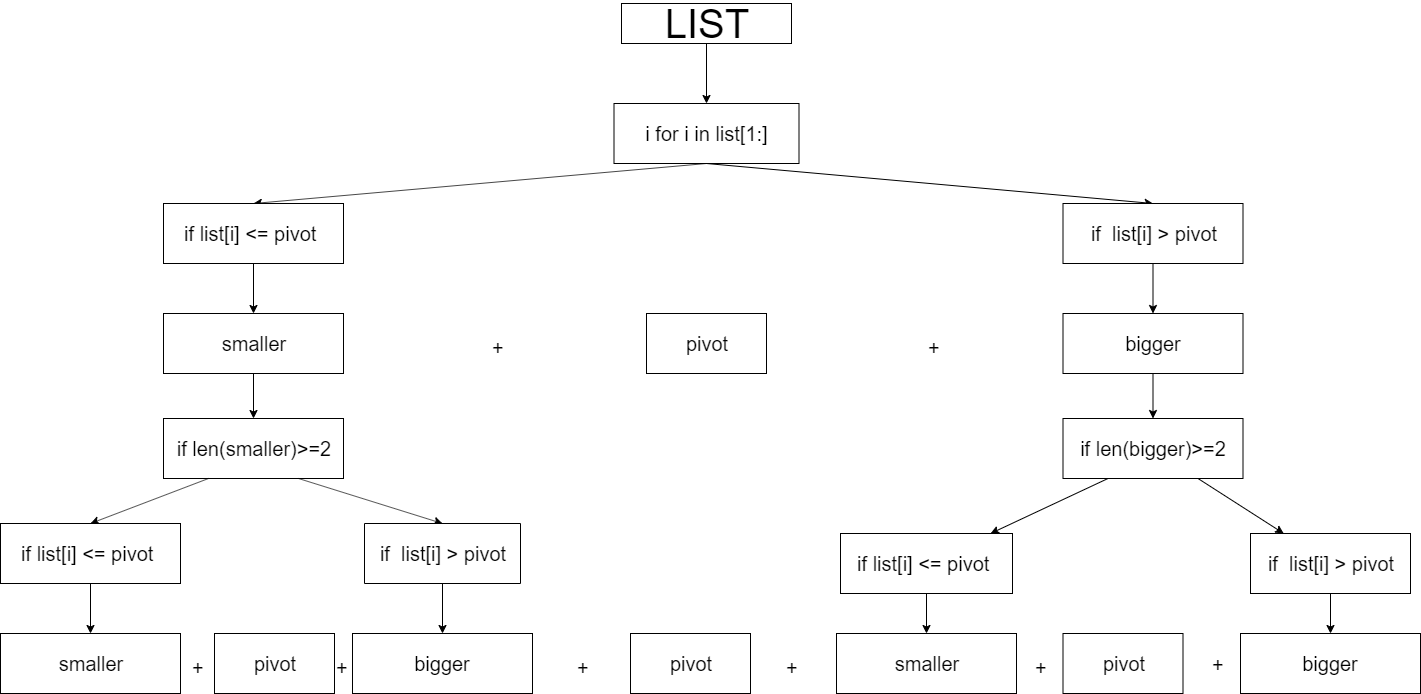 LIST
i for i in list[1:]
if list[i] <= pivot
if  list[i] > pivot
smaller
+
pivot
+
bigger
if len(smaller)>=2
if len(bigger)>=2
if list[i] <= pivot
if  list[i] > pivot
if list[i] <= pivot
if  list[i] > pivot
smaller
+
pivot
+
bigger
+
pivot
+
smaller
+
pivot
+
bigger